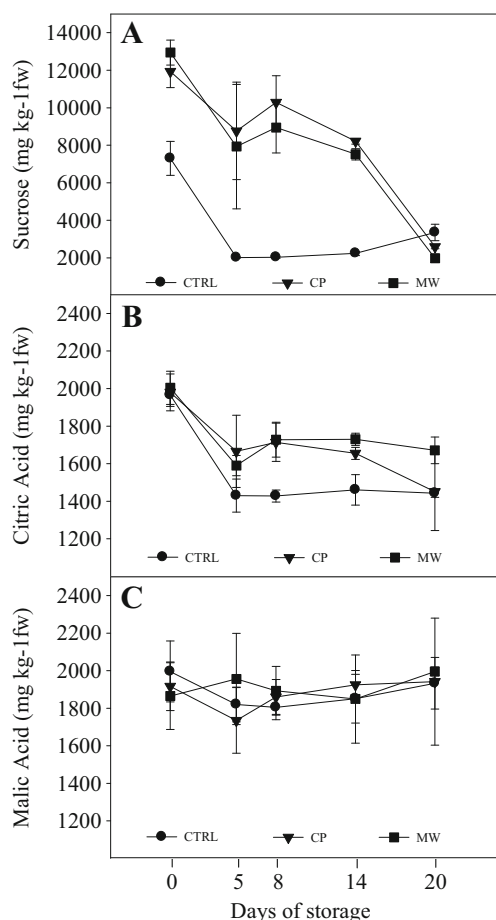 A
Sucrose (mg kg-1fw)
14000
12000
10000
8000
6000
4000
2000
CTRL CP MW
B
Citric Acid (mg kg-1fw)
2400
2200
2000
1800
1600
1400
1200
CTRL CP MW
C
Malic Acid (mg kg-1fw)
2400
2200
2000
1800
1600
1400
1200
CTRL CP MW
0 5 8 14 20
Days of storage